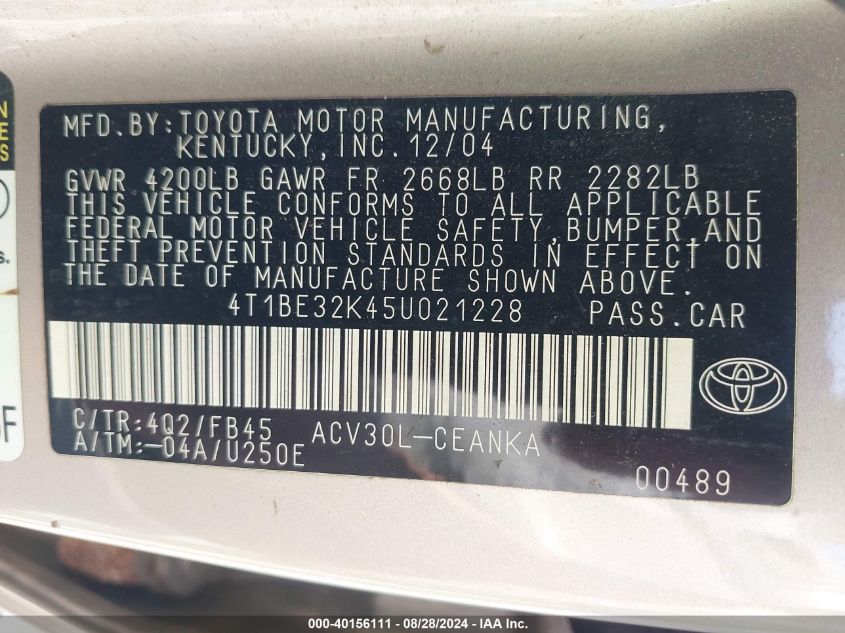 MFD.BY:TOYOTA MOTOR MANUFACTURING,
KENTUCKY,INC.12/04
GVWR 4200LB GAWR FR 2668LB RR 2282LB
THIS VEHICLE CONFORMS TO ALL APPLICABLE
FEDERAL MOTOR VEHICLE SAFETY,BUMPER,AND
THEFT PREVENTION STANDARDS IN EFFECT ON
THE DATE OF MANUFACTURE SHOWN ABOVE.
4T1BE32K45U021228 PASS.CAR
C/TR:4Q2/FB45 ACV30L-CEANKA
A/TM:-04A/U250E
00489
000-40156111 - 08/28/2024 - IAA Inc.